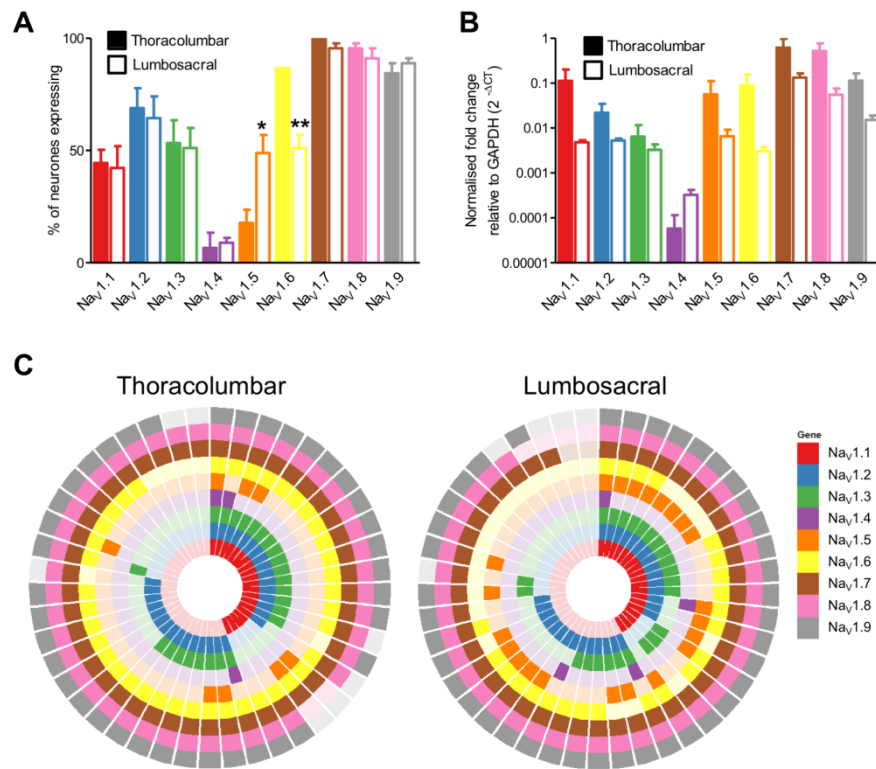 A
% of neurones expressing
100
50
0
Thoracolumbar
Lumbosacral
*
**
NaV1.1
NaV1.2
NaV1.3
NaV1.4
NaV1.5
NaV1.6
NaV1.7
NaV1.8
NaV1.9
B
Normalised fold change
relative to GAPDH (2 -ΔCT)
1
0.1
0.01
0.001
0.0001
0.00001
Thoracolumbar
Lumbosacral
NaV1.1
NaV1.2
NaV1.3
NaV1.4
NaV1.5
NaV1.6
NaV1.7
NaV1.8
NaV1.9
C
Thoracolumbar
Lumbosacral
Gene
NaV1.1
NaV1.2
NaV1.3
NaV1.4
NaV1.5
NaV1.6
NaV1.7
NaV1.8
NaV1.9